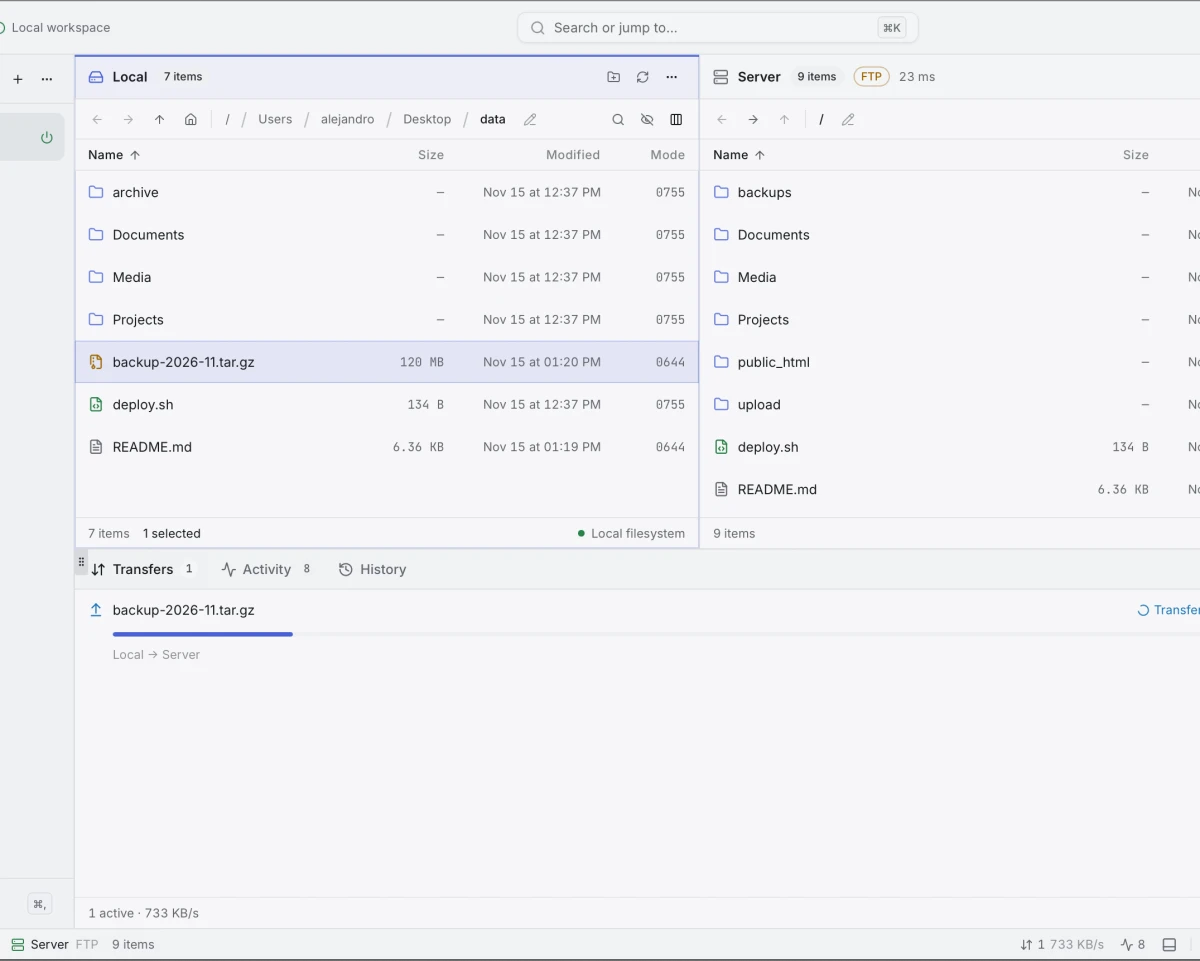 Local workspace
Search or jump to...
⌘K
+ ...
Local 7 items ...
/ / Users / alejandro / Desktop / data
Name ↑ Size Modified Mode
archive – Nov 15 at 12:37 PM 0755
Documents – Nov 15 at 12:37 PM 0755
Media – Nov 15 at 12:37 PM 0755
Projects – Nov 15 at 12:37 PM 0755
backup-2026-11.tar.gz 120 MB Nov 15 at 01:20 PM 0644
deploy.sh 134 B Nov 15 at 12:37 PM 0755
README.md 6.36 KB Nov 15 at 01:19 PM 0644
7 items 1 selected Local filesystem
Server 9 items FTP 23 ms
/
Name ↑ Size
backups –
Documents –
Media –
Projects –
public_html –
upload –
deploy.sh 134 B
README.md 6.36 KB
9 items
Transfers 1 Activity 8 History
backup-2026-11.tar.gz
Local → Server
1 active · 733 KB/s
⌘,
Server FTP 9 items 1 733 KB/s 8